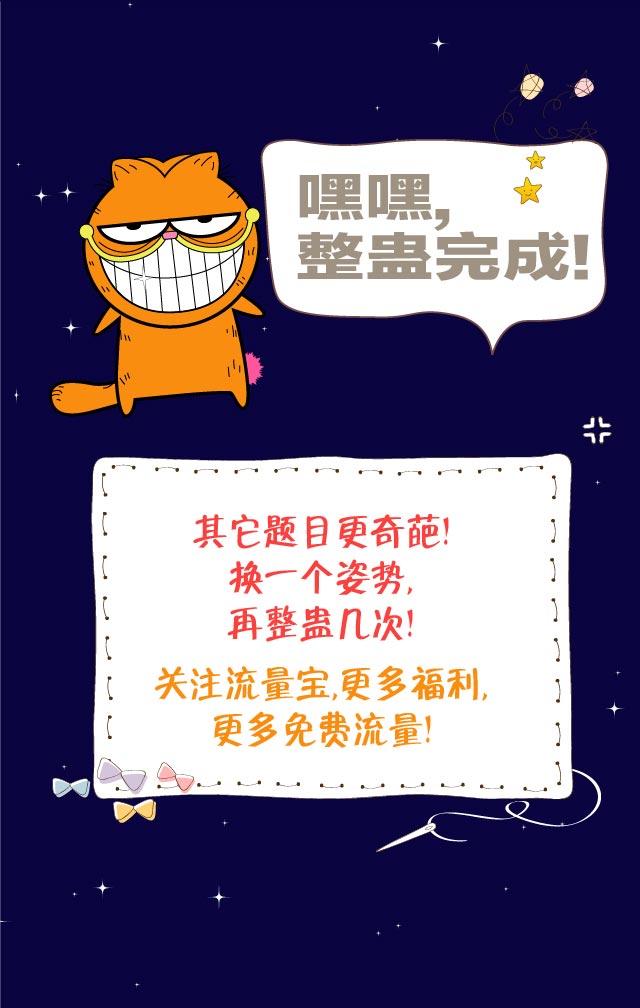 嘿嘿,
整蛊完成!
其它题目更奇葩!
换一个姿势,
再整蛊几次!
关注流量宝,更多福利,
更多免费流量!